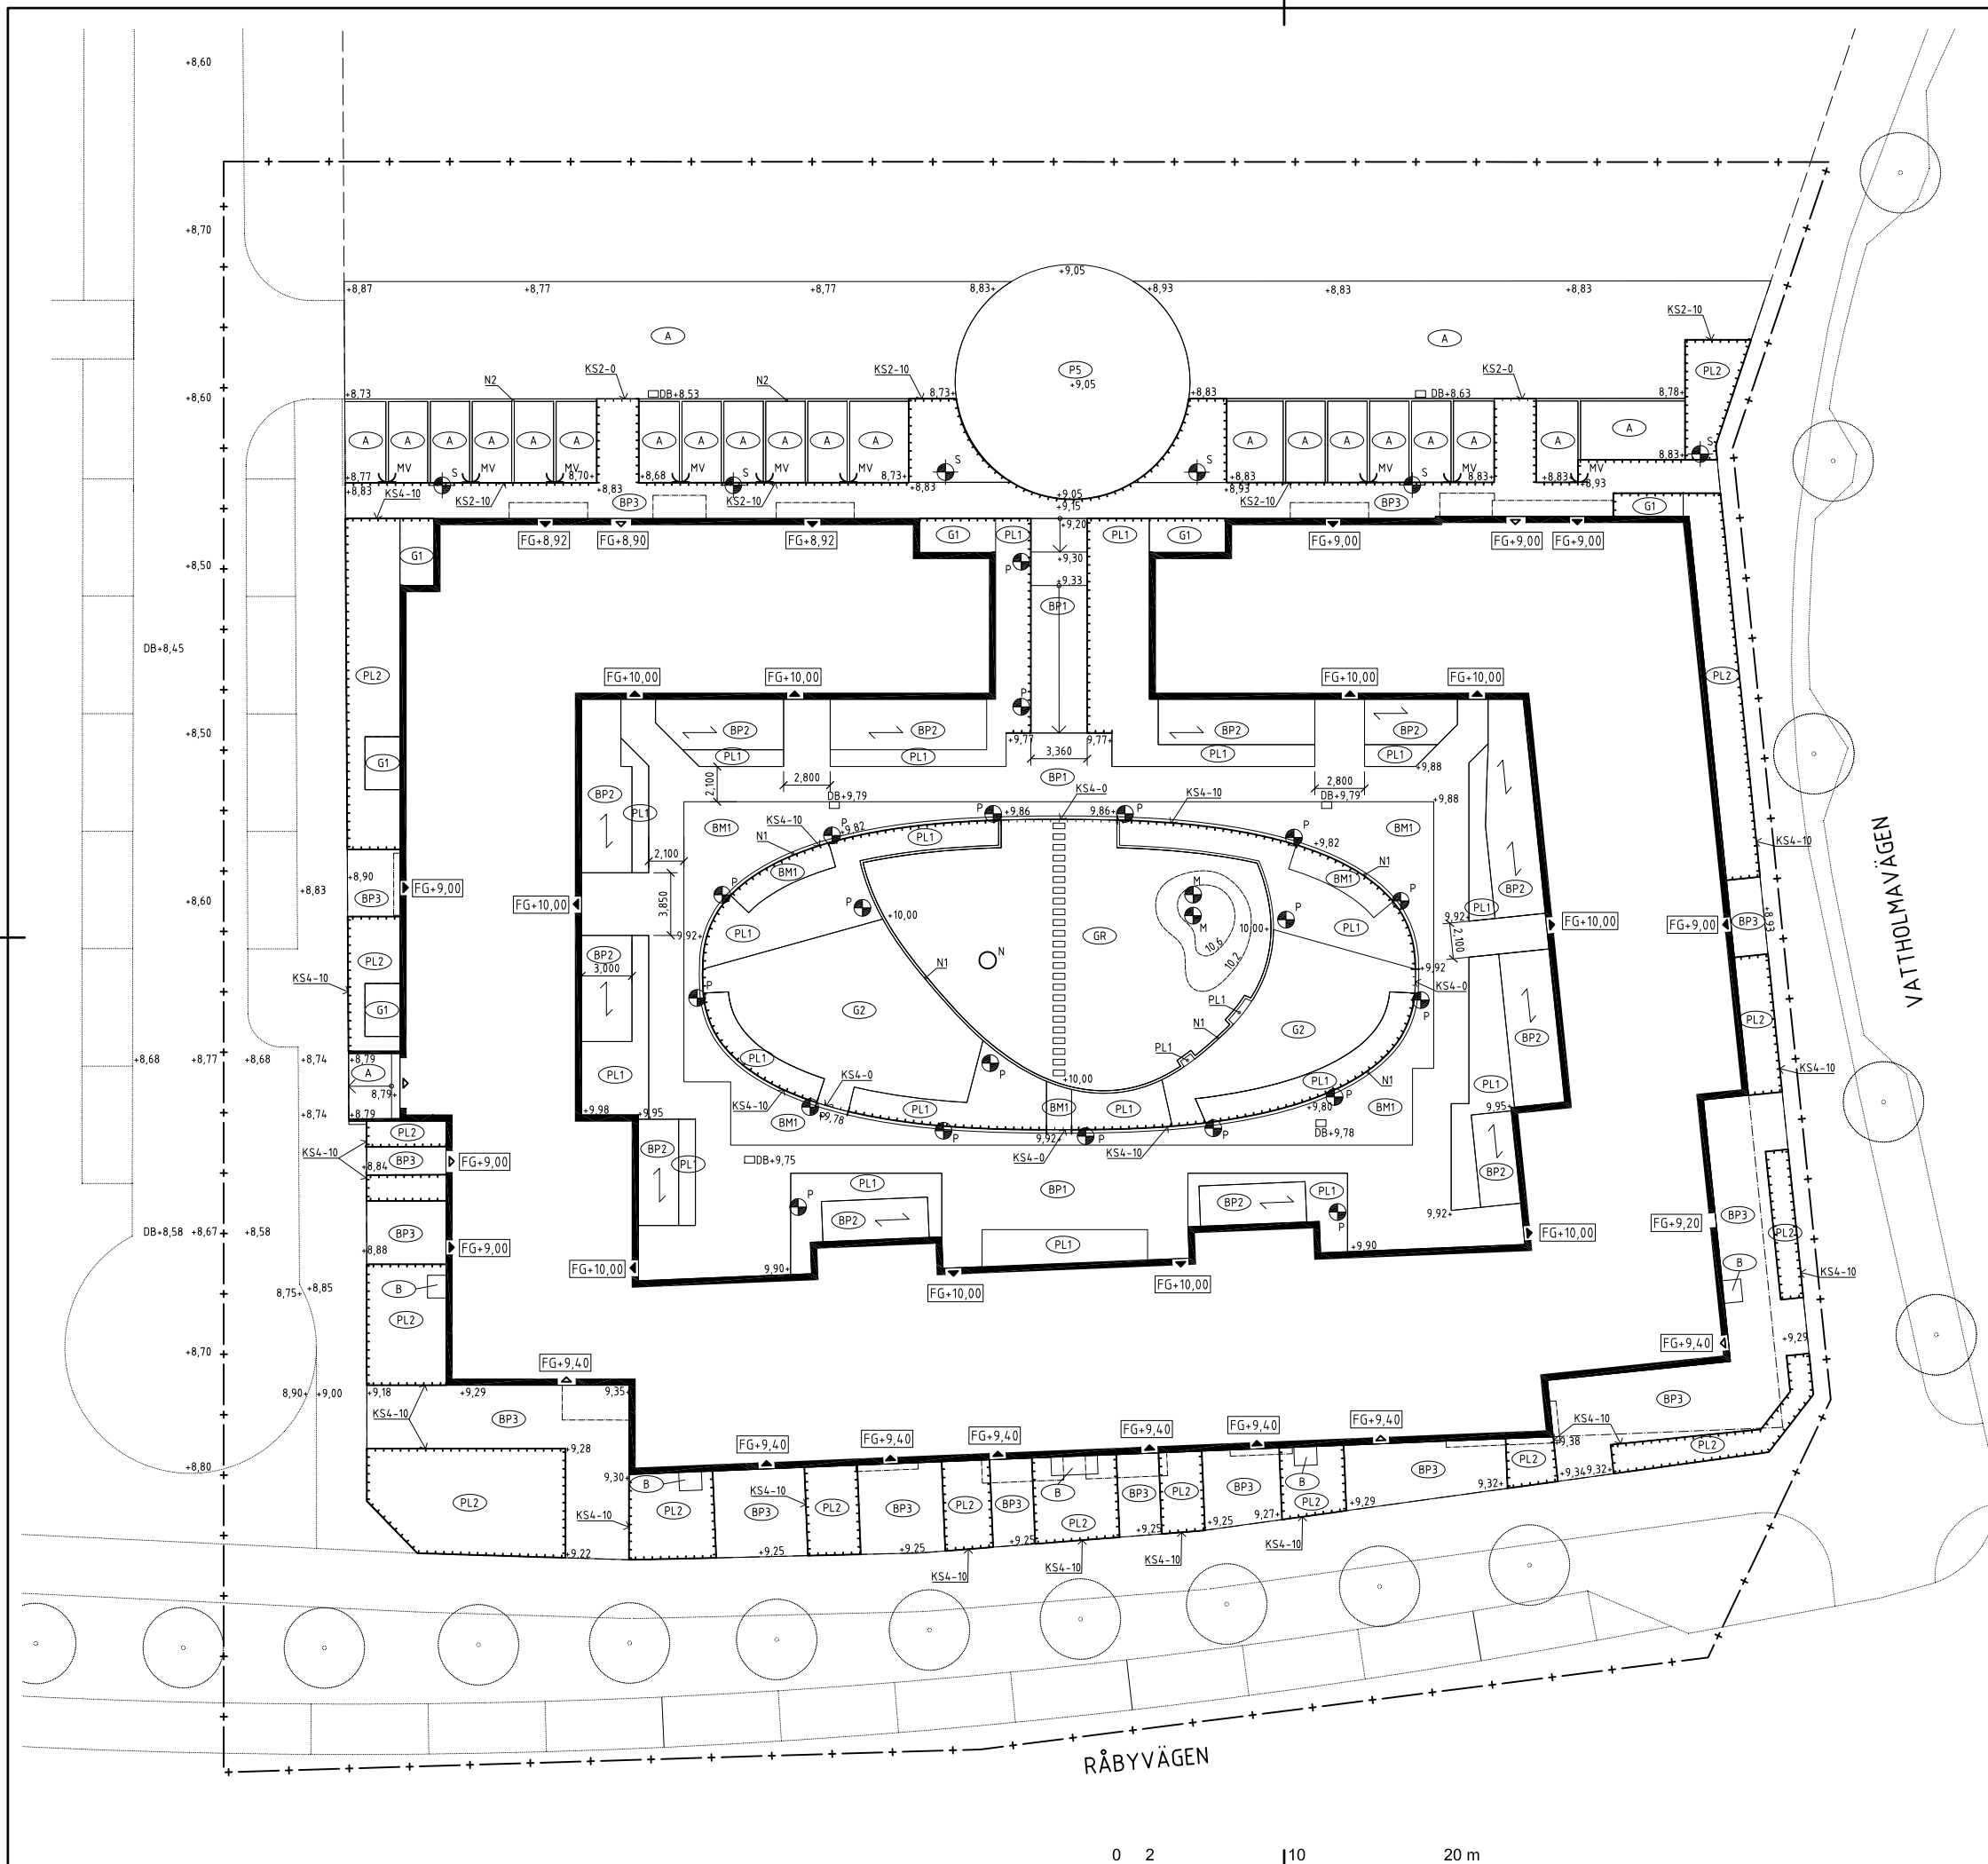 +8,60
+8,70
+9,05
+8,87 +8,77 +8,77 8,83+ +8,93 +8,83 +8,83
KS2-10
A A
KS2-0 KS2-10 P5 KS2-0 PL2
N2 N2 +9,05
+8,60 +8,73 DB+8,53 8,73+ +8,83 DB+8,63 8,78+
A A A A A A A A A A A A A A A A A A A A
MV MV MV S MV MV S S S MV MV MV S
+8,77 8,70+ +8,68 8,73+ +8,83 8,83+ +8,83 8,83+
+8,83 KS4-10 KS2-10 +8,83 BP3 KS2-10 +8,83 +9,05 +8,93 KS2-10 BP3 +8,93
+9,15 G1
+9,20
FG+8,92 FG+8,90 FG+8,92 G1 PL1 PL1 G1 FG+9,00 FG+9,00 FG+9,00
G1 +9,30
+8,50 P +9,33
BP1
DB+8,45
PL2 FG+10,00 FG+10,00 FG+10,00 FG+10,00 PL2
P
+8,50 BP2 BP2 +9,77 9,77+ BP2 BP2
PL1 PL1 3,360 PL1 PL1
G1 2,100 2,800 BP1 2,800 +9,88
BP2 DB+9,79 KS4-0 KS4-10 DB+9,79 +9,88
PL1 BM1 KS4-10 P +9,82 P +9,86 9,86+ P P BM1
N1 PL1 +9,82
2,100 BM1 N1 KS4-10
+8,90 BM1
+8,83 FG+9,00 P M BP2
+8,60 BP3 FG+10,00 3,850 P P P PL1 FG+9,00 BP3 +8,93
9,92+ PL1 +10,00 M 10,00+ PL1 9,92+ FG+10,00
GR 10,6 2,100
BP2 N 10,2
PL2 3,000 N1 +9,92
KS4-10 P KS4-0
G1 G2 PL1 P BP2
G2 PL2
N1
+8,68 +8,77 +8,68 +8,74 +8,79 PL1 P PL1 KS4-10
A PL1 +10,00 PL1 N1 PL1
8,79+ KS4-0
+8,74 +8,79 +9,98 +9,95 KS4-10 P 9,78 PL1 BM1 PL1 +9,80 P BM1 9,95+
PL2 BM1 P 9,92+ P P DB+9,78
KS4-10 BP3 FG+9,00 BP2 PL1 DB+9,75 KS4-0 KS4-10 BP2
+8,84
PL1 BP1 PL1
BP2 P BP2 P 9,92+ FG+9,20 BP3
DB+8,58 +8,67 +8,58 BP3 FG+9,00 PL1 FG+10,00 PL2
+8,88 FG+10,00 9,90+ +9,90 B
8,75+ +8,85 B FG+10,00 FG+10,00 KS4-10
PL2
+8,70 FG+9,40 FG+9,40 +9,29
8,90+ +9,00 +9,18 +9,29 9,35+
KS4-10 BP3 BP3
FG+9,40 FG+9,40 FG+9,40 FG+9,40 FG+9,40 FG+9,40 KS4-10
+8,80 +9,28 +9,38 PL2
9,30+ B KS4-10 B B BP3 PL2 +9,34 9,32+
PL2 PL2 BP3 PL2 BP3 PL2 BP3 BP3 PL2 BP3 9,32+
KS4-10 PL2 9,27+ PL2 +9,29
+9,22 +9,25 +9,25 +9,25 +9,25 +9,25
KS4-10 KS4-10 KS4-10 KS4-10
VATTHOLMAVÄGEN
RÅBYVÄGEN
0 2 10 20 m